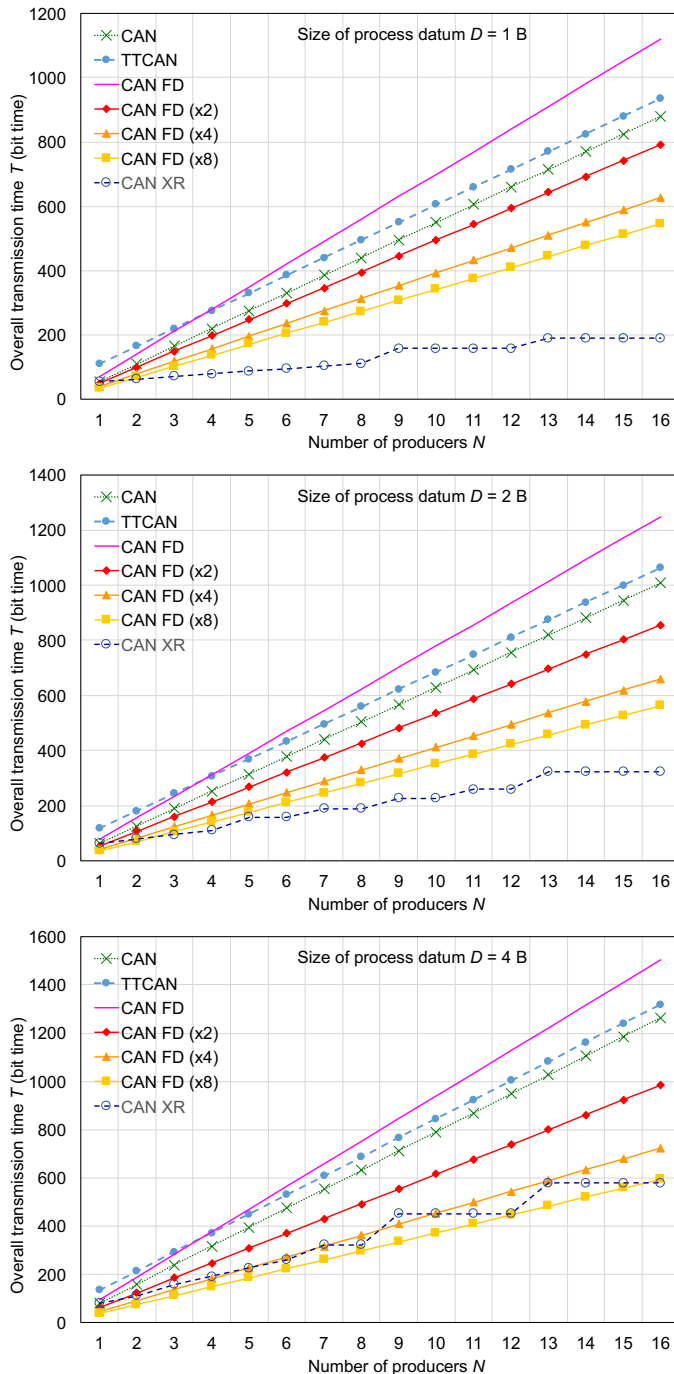 Size of process datum D = 1 B
Overall transmission time T (bit time)
1200
1000
800
600
400
200
0
CAN
TTCAN
CAN FD
CAN FD (x2)
CAN FD (x4)
CAN FD (x8)
CAN XR
1 2 3 4 5 6 7 8 9 10 11 12 13 14 15 16
Number of producers N
Size of process datum D = 2 B
Overall transmission time T (bit time)
1400
1200
1000
800
600
400
200
0
CAN
TTCAN
CAN FD
CAN FD (x2)
CAN FD (x4)
CAN FD (x8)
CAN XR
1 2 3 4 5 6 7 8 9 10 11 12 13 14 15 16
Number of producers N
Size of process datum D = 4 B
Overall transmission time T (bit time)
1600
1400
1200
1000
800
600
400
200
0
CAN
TTCAN
CAN FD
CAN FD (x2)
CAN FD (x4)
CAN FD (x8)
CAN XR
1 2 3 4 5 6 7 8 9 10 11 12 13 14 15 16
Number of producers N